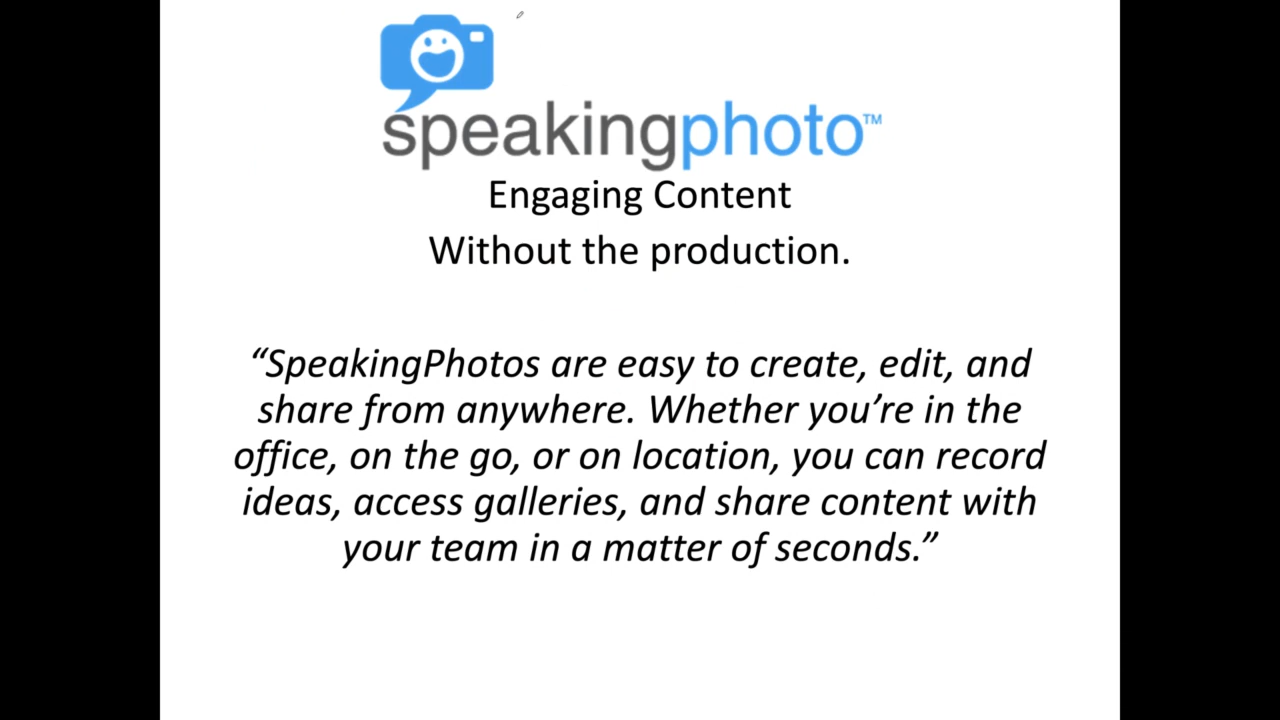 speakingphoto™
Engaging Content
Without the production.
“SpeakingPhotos are easy to create, edit, and
share from anywhere. Whether you’re in the
office, on the go, or on location, you can record
ideas, access galleries, and share content with
your team in a matter of seconds.”